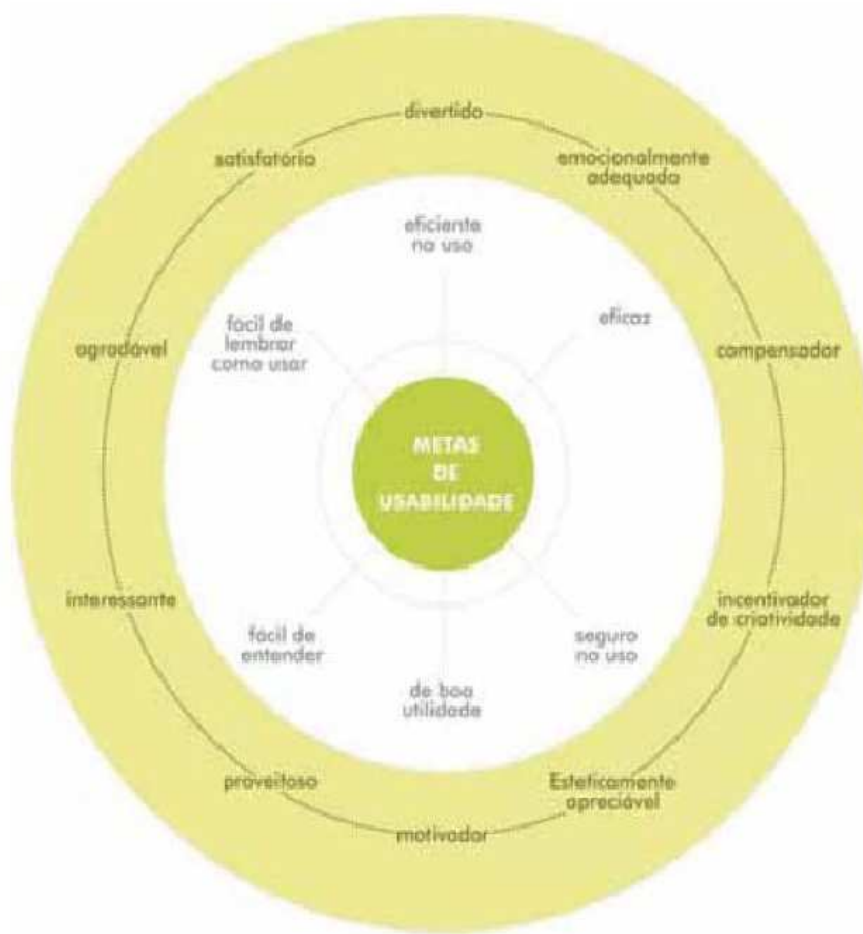 divertido
satisfatório
emocionalmente
adequado
eficiente
no uso
fácil de
lembrar
como usar
eficaz
agradável
compensador
METAS
DE
USABILIDADE
interessante
incentivador
de criatividade
fácil de
entender
seguro
no uso
de boa
utilidade
proveitoso
Esteticamente
apreciável
motivador